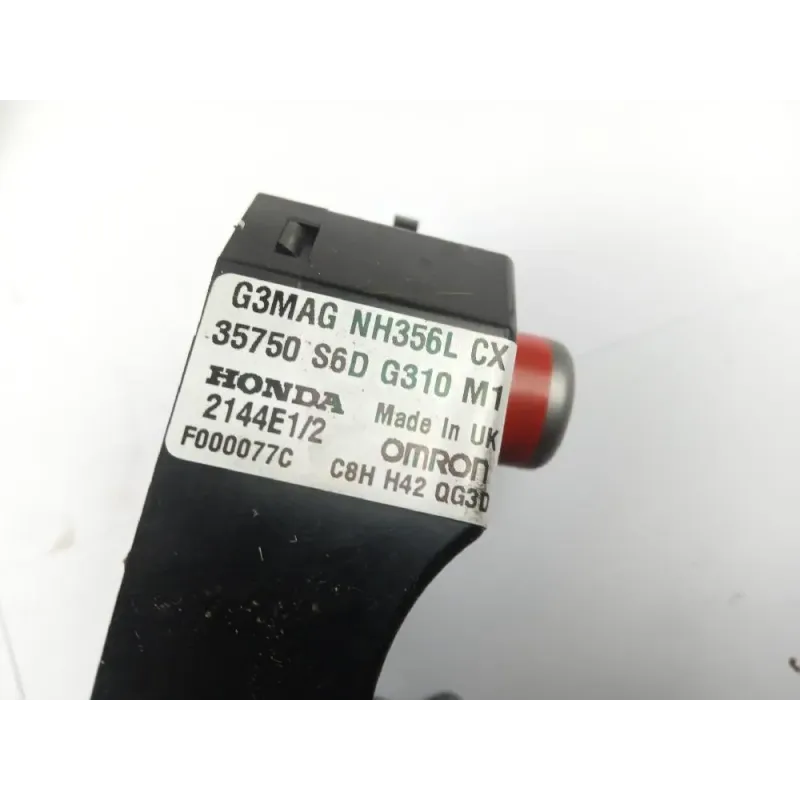 G3MAG NH356L CX
35750 S6D G310 M1
HONDA Made In UK
2144E1/2 OMRON
F000077C C8H H42 QG3D